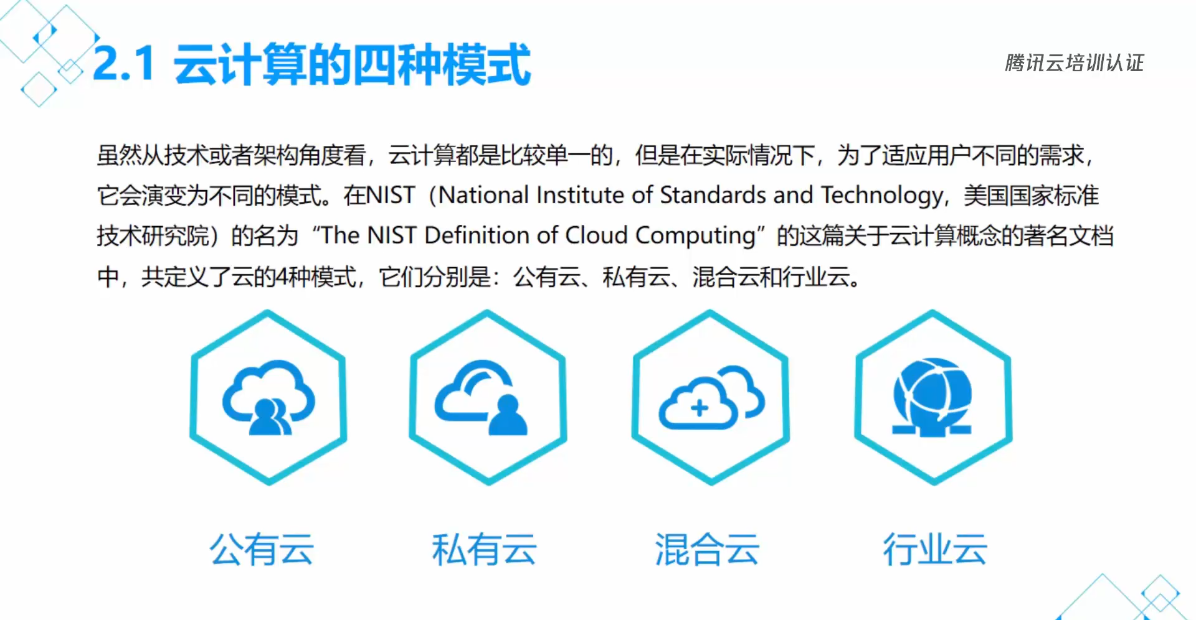 2.1 云计算的四种模式
腾讯云培训认证
虽然从技术或者架构角度看，云计算都是比较单一的，但是在实际情况下，为了适应用户不同的需求，
它会演变为不同的模式。在NIST（National Institute of Standards and Technology，美国国家标准
技术研究院）的名为“The NIST Definition of Cloud Computing”的这篇关于云计算概念的著名文档
中，共定义了云的4种模式，它们分别是：公有云、私有云、混合云和行业云。
公有云
私有云
混合云
行业云